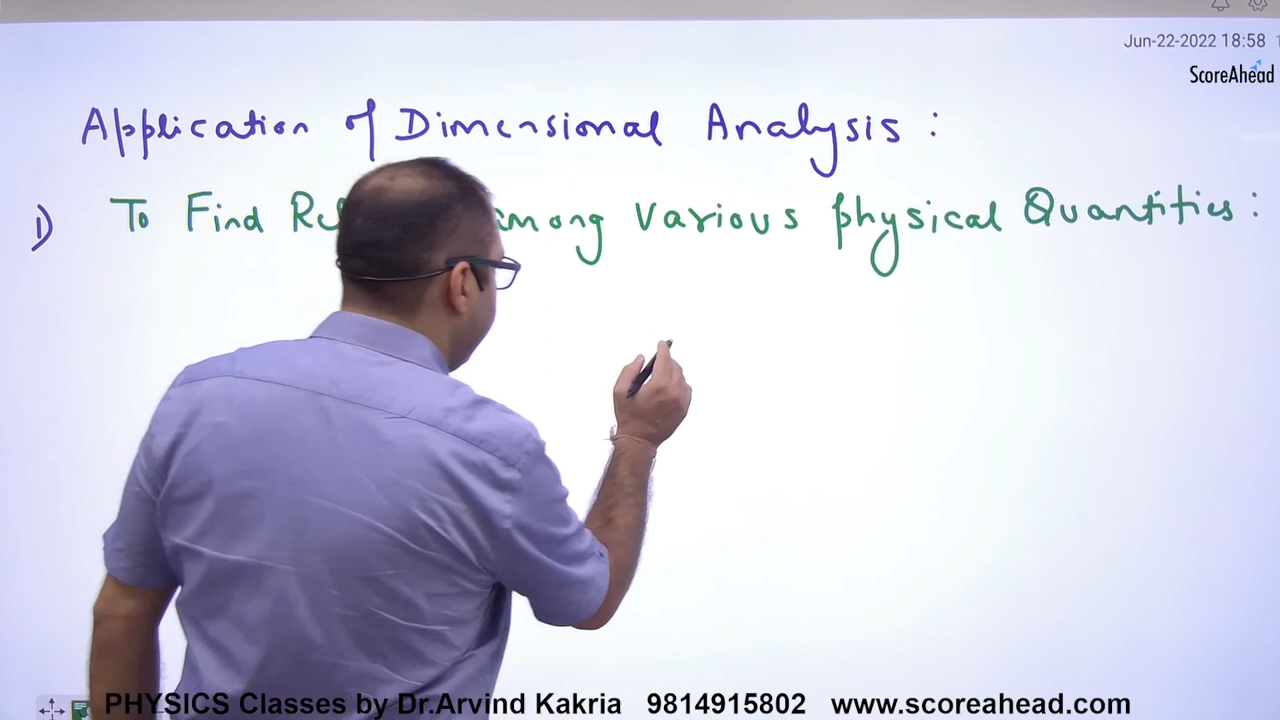 Jun-22-2022 18:58
ScoreAhead
Application of Dimensional Analysis :
1) To Find among Various physical Quantities :
PHYSICS Classes by Dr.Arvind Kakria 9814915802 www.scoreahead.com